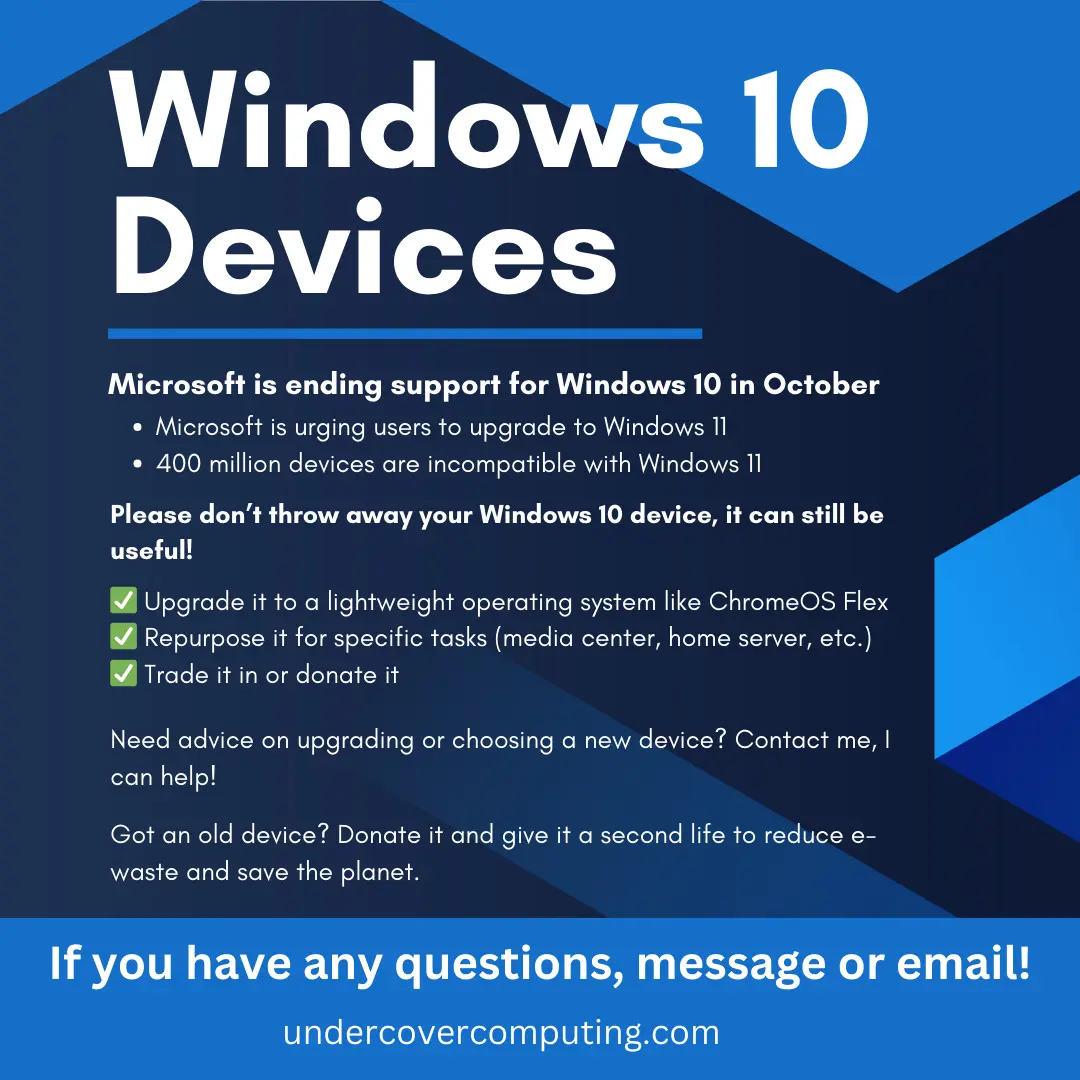 Windows 10
Devices
Microsoft is ending support for Windows 10 in October
• Microsoft is urging users to upgrade to Windows 11
• 400 million devices are incompatible with Windows 11
Please don’t throw away your Windows 10 device, it can still be
useful!
✅ Upgrade it to a lightweight operating system like ChromeOS Flex
✅ Repurpose it for specific tasks (media center, home server, etc.)
✅ Trade it in or donate it
Need advice on upgrading or choosing a new device? Contact me, I
can help!
Got an old device? Donate it and give it a second life to reduce e-
waste and save the planet.
If you have any questions, message or email!
undercovercomputing.com